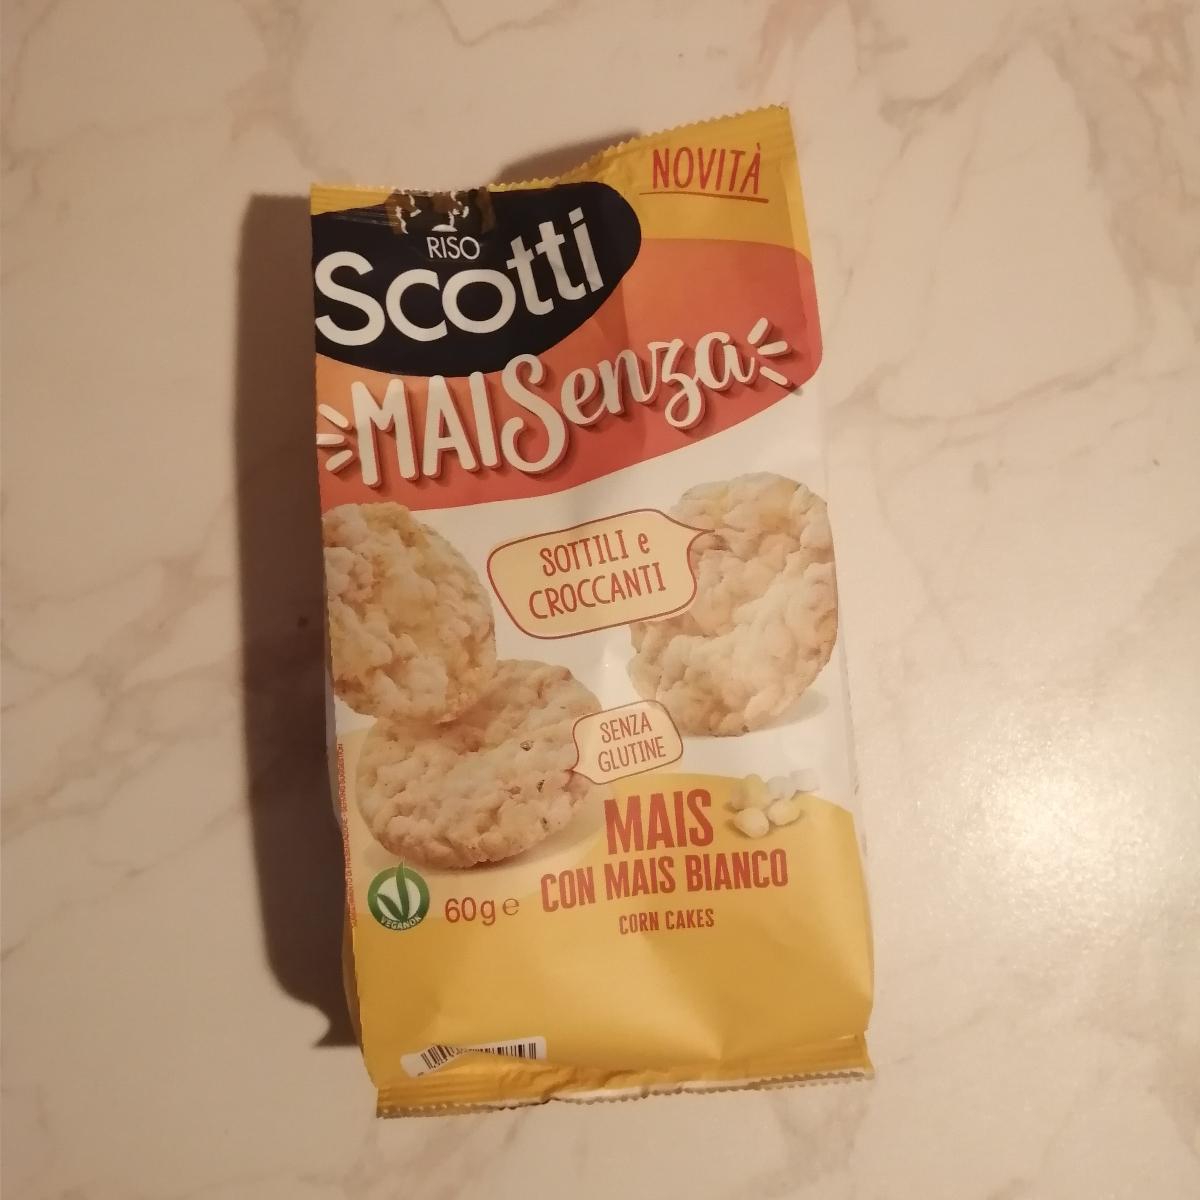 NOVITÀ
RISO
Scotti
MAISenza
SOTTILI e
CROCCANTI
SENZA
GLUTINE
MAIS
CON MAIS BIANCO
CORN CAKES
60g e
VEGANOK